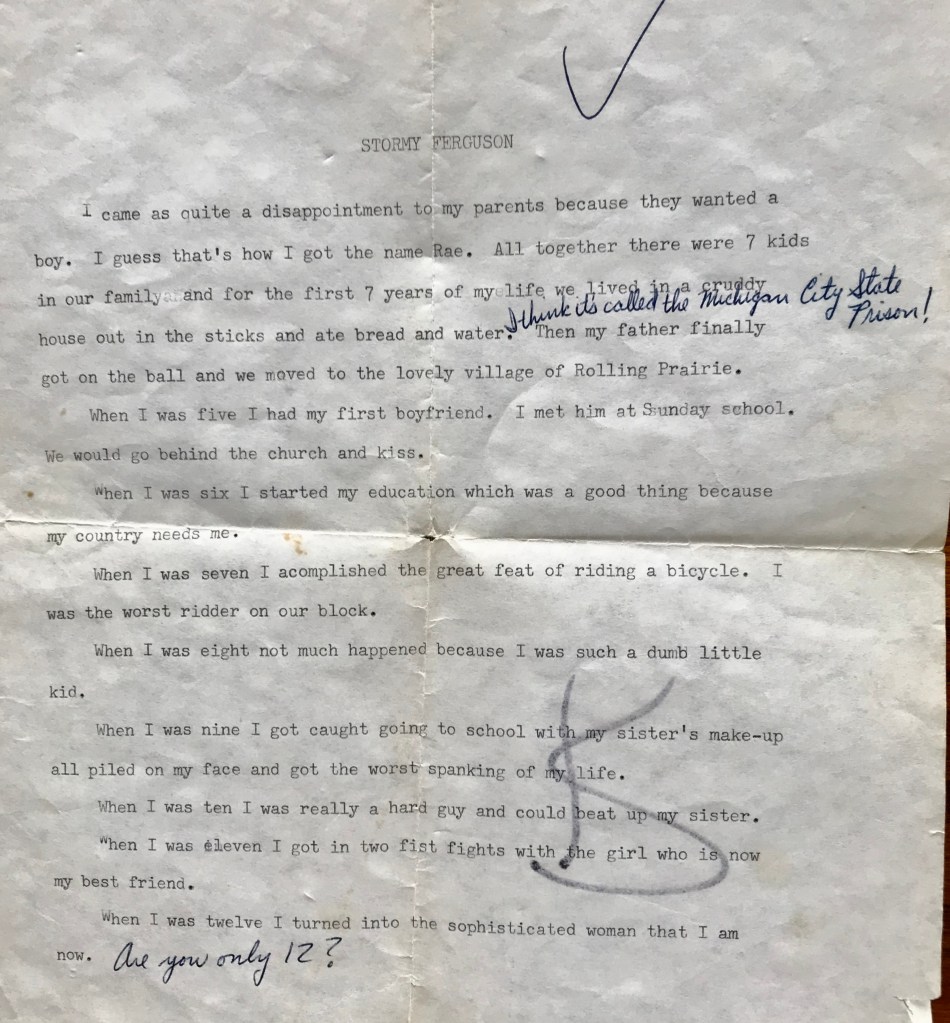 STORMY FERGUSON
I came as quite a disappointment to my parents because they wanted a
boy. I guess that's how I got the name Rae. All together there were 7 kids
in our family and for the first 7 years of my life we lived in a cruddy
I think it's called the Michigan City State
Prison!
house out in the sticks and ate bread and water. Then my father finally
got on the ball and we moved to the lovely village of Rolling Prairie.
When I was five I had my first boyfriend. I met him at Sunday school.
We would go behind the church and kiss.
When I was six I started my education which was a good thing because
my country needs me.
When I was seven I acomplished the great feat of riding a bicycle. I
was the worst ridder on our block.
When I was eight not much happened because I was such a dumb little
kid.
When I was nine I got caught going to school with my sister's make-up
all piled on my face and got the worst spanking of my life.
When I was ten I was really a hard guy and could beat up my sister.
When I was eleven I got in two fist fights with the girl who is now
my best friend.
When I was twelve I turned into the sophisticated woman that I am
now. Are you only 12?